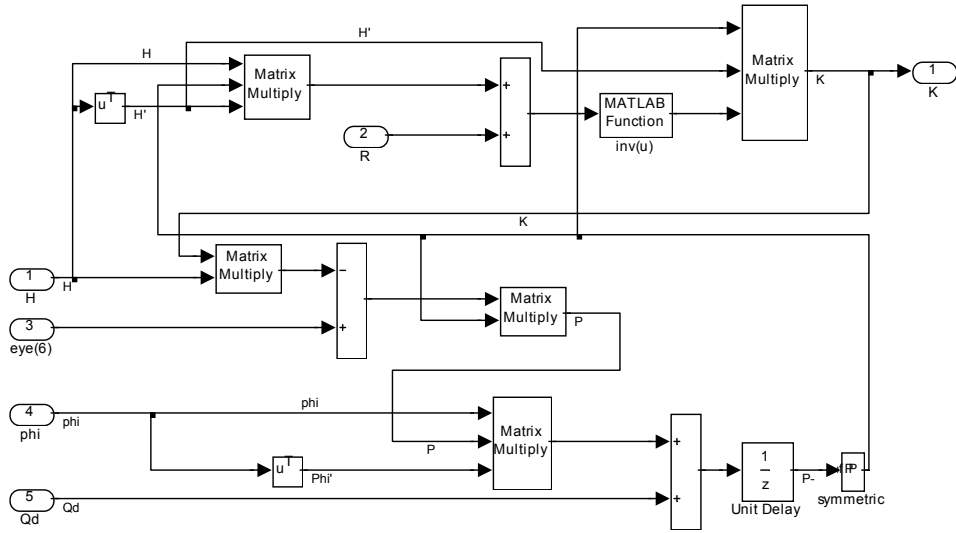 H
H'
Matrix
Multiply
K
1
K
u^T
H'
MATLAB
Function
inv(u)
+
+
2
R
Matrix
Multiply
K
1
H
H
Matrix
Multiply
−
+
Matrix
Multiply
P
3
eye(6)
4
phi
phi
phi
P
Matrix
Multiply
u^T
Phi'
+
+
1
z
Unit Delay
P-
symmetric
5
Qd
Qd